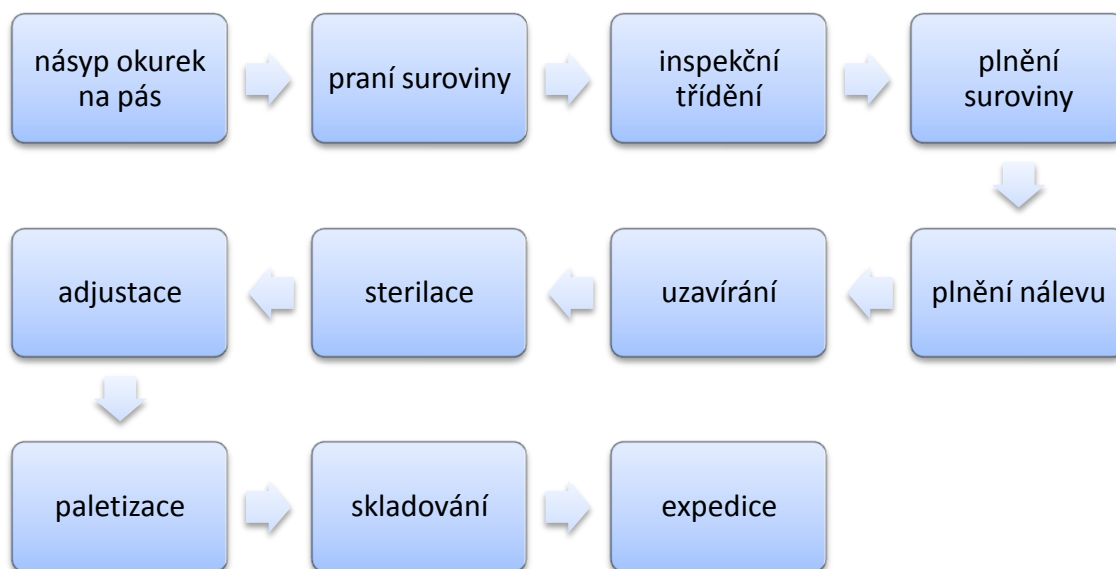 násyp okurek
na pás
praní suroviny
inspekční
třídění
plnění
suroviny
plnění nálevu
uzavírání
sterilace
adjustace
paletizace
skladování
expedice